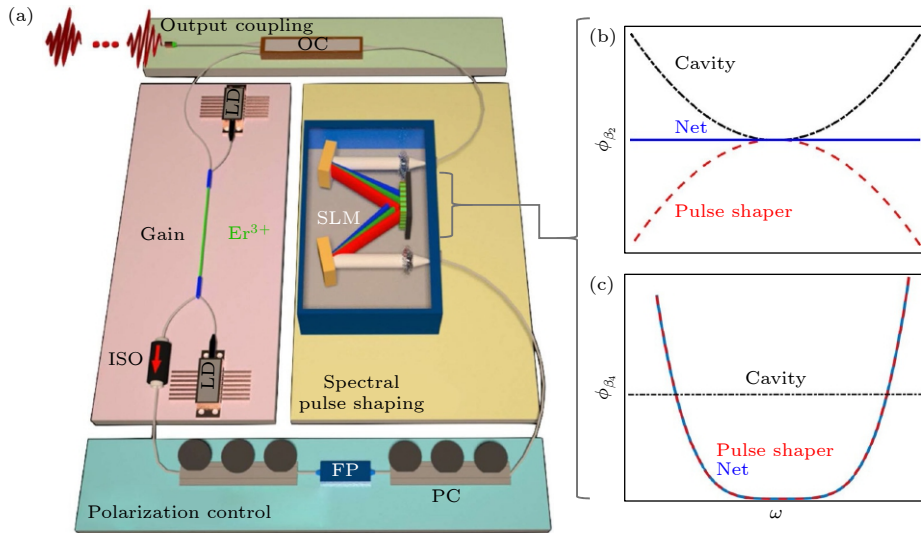 (a)
Output coupling
OC
LD
Gain
Er³⁺
SLM
ISO
LD
Spectral
pulse shaping
FP
PC
Polarization control
(b)
Cavity
Net
Pulse shaper
ϕβ₂
(c)
Cavity
Pulse shaper
Net
ϕβ₄
ω